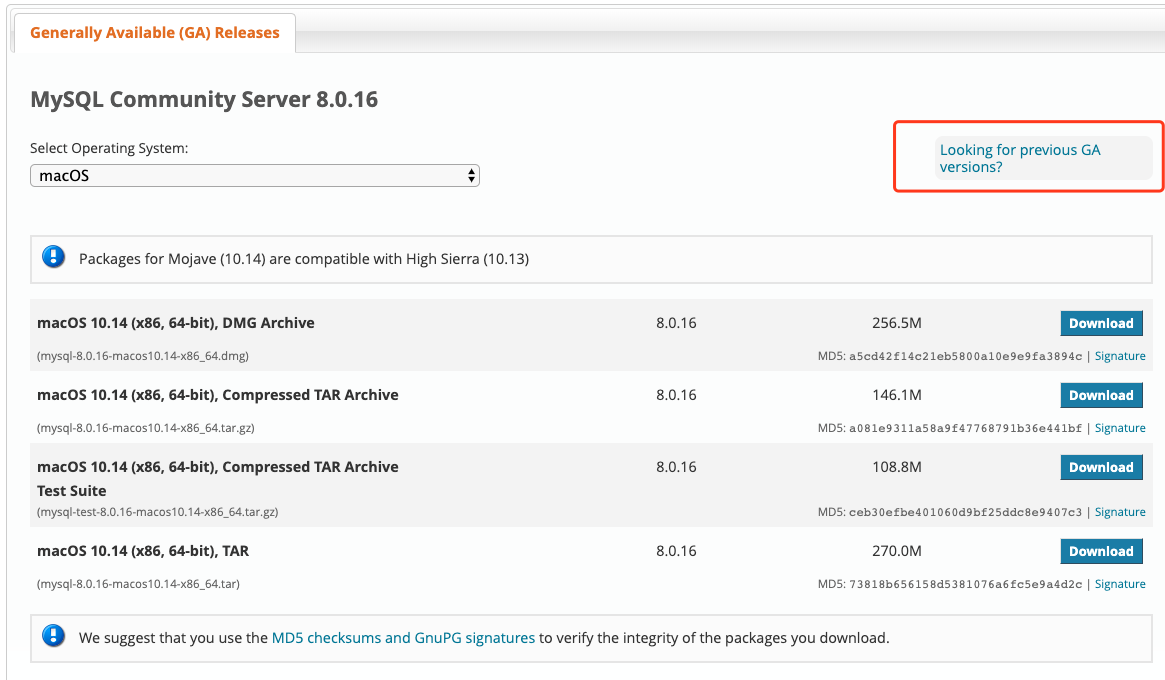 Generally Available (GA) Releases
MySQL Community Server 8.0.16
Select Operating System:
macOS
Looking for previous GA
versions?
Packages for Mojave (10.14) are compatible with High Sierra (10.13)
macOS 10.14 (x86, 64-bit), DMG Archive 8.0.16 256.5M Download
(mysql-8.0.16-macos10.14-x86_64.dmg) MD5: a5cd42f14c21eb5800a10e9e9fa3894c | Signature
macOS 10.14 (x86, 64-bit), Compressed TAR Archive 8.0.16 146.1M Download
(mysql-8.0.16-macos10.14-x86_64.tar.gz) MD5: a081e9311a58a9f47768791b36e441bf | Signature
macOS 10.14 (x86, 64-bit), Compressed TAR Archive 8.0.16 108.8M Download
Test Suite
(mysql-test-8.0.16-macos10.14-x86_64.tar.gz) MD5: ceb30efbe401060d9bf25ddc8e9407c3 | Signature
macOS 10.14 (x86, 64-bit), TAR 8.0.16 270.0M Download
(mysql-8.0.16-macos10.14-x86_64.tar) MD5: 73818b656158d5381076a6fc5e9a4d2c | Signature
We suggest that you use the MD5 checksums and GnuPG signatures to verify the integrity of the packages you download.